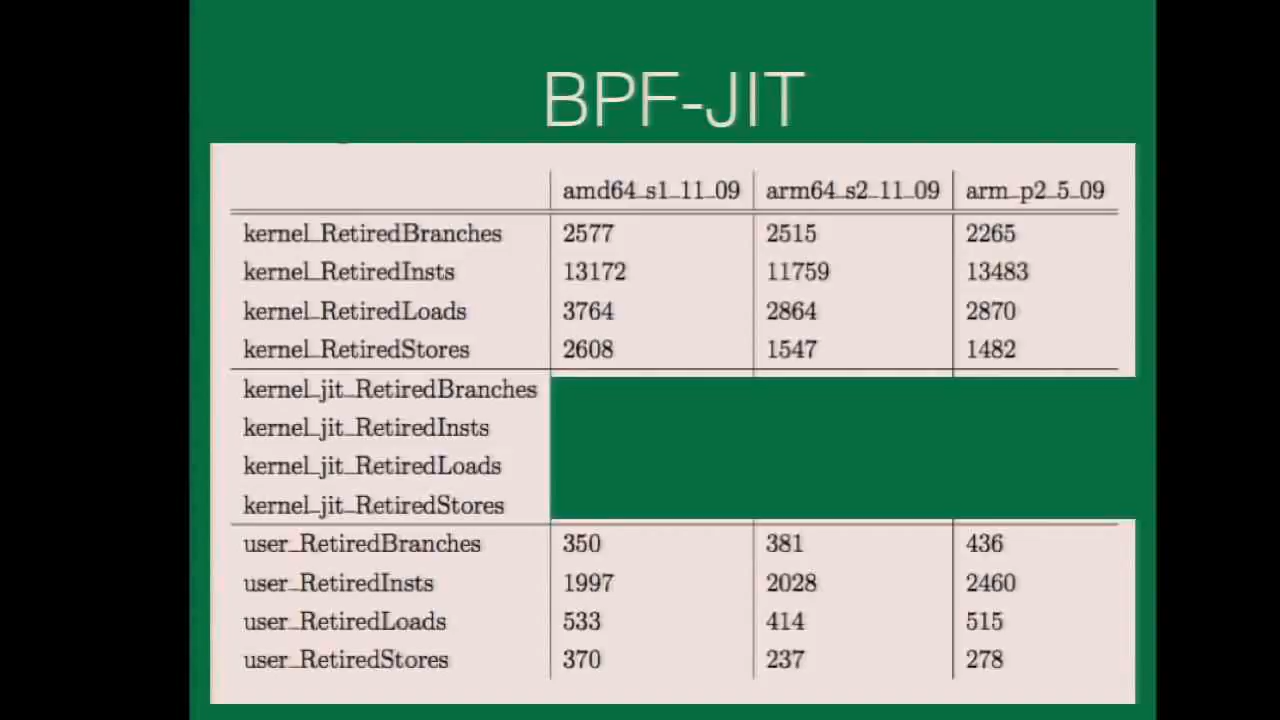 BPF-JIT
amd64_s1_11_09 arm64_s2_11_09 arm_p2_5_09
kernel_RetiredBranches 2577 2515 2265
kernel_RetiredInsts 13172 11759 13483
kernel_RetiredLoads 3764 2864 2870
kernel_RetiredStores 2608 1547 1482
kernel_jit_RetiredBranches
kernel_jit_RetiredInsts
kernel_jit_RetiredLoads
kernel_jit_RetiredStores
user_RetiredBranches 350 381 436
user_RetiredInsts 1997 2028 2460
user_RetiredLoads 533 414 515
user_RetiredStores 370 237 278